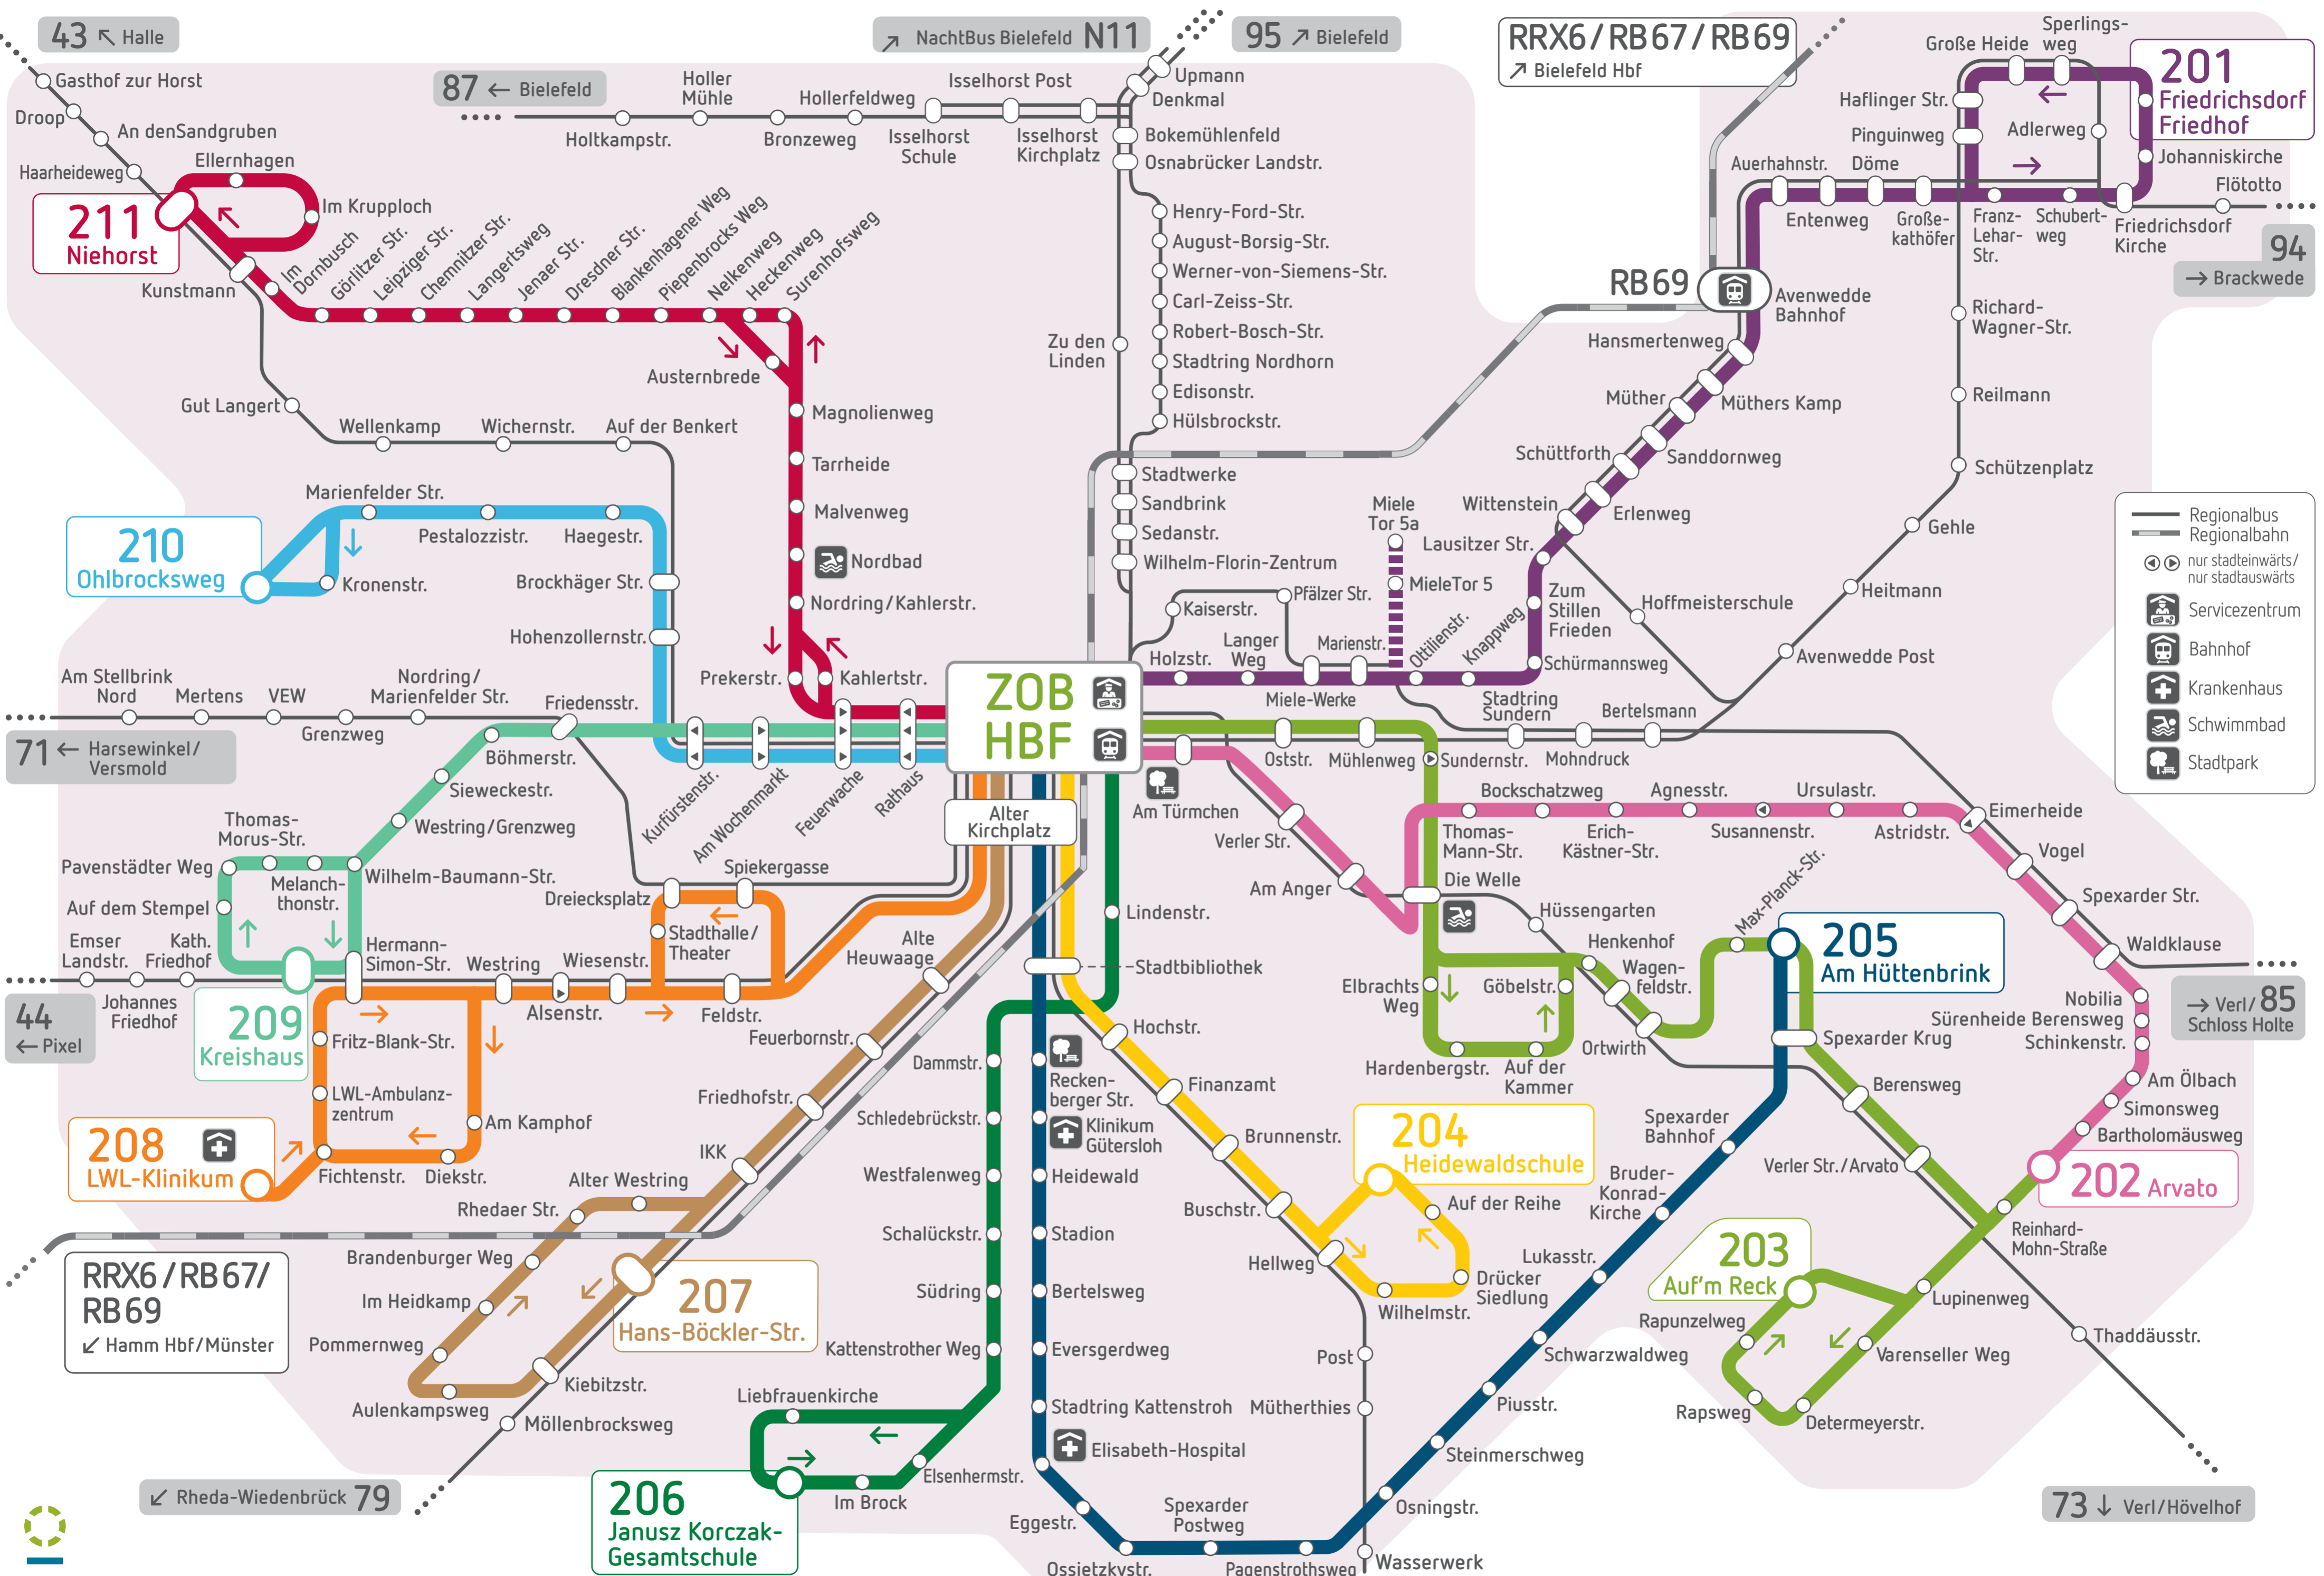 43 ↖ Halle
↗ NachtBus Bielefeld N11
95 ↗ Bielefeld
RRX6/RB67/RB69
↗ Bielefeld Hbf
87 ← Bielefeld
Gasthof zur Horst
Droop
An denSandgruben
Haarheideweg
Ellernhagen
Im Krupploch
211
Niehorst
Kunstmann
Im
Dornbusch
Görlitzer Str.
Leipziger Str.
Chemnitzer Str.
Langertsweg
Jenaer Str.
Dresdner Str.
Blankenhagener Weg
Piepenbrocks Weg
Nelkenweg
Heckenweg
Surenhofsweg
Austernbrede
Magnolienweg
Tarrheide
Malvenweg
Nordbad
Nordring/Kahlerstr.
Prekerstr.
Kahlertstr.
Gut Langert
Wellenkamp
Wichernstr.
Auf der Benkert
Holtkampstr.
Holler
Mühle
Bronzeweg
Hollerfeldweg
Isselhorst
Schule
Isselhorst Post
Isselhorst
Kirchplatz
Upmann
Denkmal
Bokemühlenfeld
Osnabrücker Landstr.
Henry-Ford-Str.
August-Borsig-Str.
Werner-von-Siemens-Str.
Carl-Zeiss-Str.
Robert-Bosch-Str.
Stadtring Nordhorn
Edisonstr.
Hülsbrockstr.
Zu den
Linden
Stadtwerke
Sandbrink
Sedanstr.
Wilhelm-Florin-Zentrum
Große Heide
Sperlings-
weg
201
Friedrichsdorf
Friedhof
Haflinger Str.
Pinguinweg
Adlerweg
Johanniskirche
Flötotto
Auerhahnstr.
Döme
Entenweg
Große-
kathöfer
Franz-
Lehar-
Str.
Schubert-
weg
Friedrichsdorf
Kirche
94
→ Brackwede
RB69
Avenwedde
Bahnhof
Hansmertenweg
Müther
Müthers Kamp
Schüttforth
Sanddornweg
Wittenstein
Erlenweg
Lausitzer Str.
Zum
Stillen
Frieden
Schürmannsweg
Richard-
Wagner-Str.
Reilmann
Schützenplatz
Gehle
Heitmann
Avenwedde Post
Hoffmeisterschule
Miele
Tor 5a
MieleTor 5
Kaiserstr.
Pfälzer Str.
Holzstr.
Langer
Weg
Marienstr.
Miele-Werke
Ottilienstr.
Knappweg
Stadtring
Sundern
Bertelsmann
Mohndruck
Regionalbus
Regionalbahn
nur stadteinwärts/
nur stadtauswärts
Servicezentrum
Bahnhof
Krankenhaus
Schwimmbad
Stadtpark
210
Ohlbrocksweg
Marienfelder Str.
Pestalozzistr.
Haegestr.
Kronenstr.
Brockhäger Str.
Hohenzollernstr.
Am Stellbrink
Nord
Mertens
VEW
Grenzweg
Nordring/
Marienfelder Str.
Friedensstr.
71 ← Harsewinkel/
Versmold
Böhmerstr.
Sieweckestr.
Westring/Grenzweg
Wilhelm-Baumann-Str.
Thomas-
Morus-Str.
Melanch-
thonstr.
Pavenstädter Weg
Auf dem Stempel
Emser
Landstr.
Kath.
Friedhof
Johannes
Friedhof
44
← Pixel
209
Kreishaus
Hermann-
Simon-Str.
Westring
Alsenstr.
Wiesenstr.
Feldstr.
Stadthalle/
Theater
Dreiecksplatz
Spiekergasse
Kurfürstenstr.
Am Wochenmarkt
Feuerwache
Rathaus
ZOB
HBF
Alter
Kirchplatz
208
LWL-Klinikum
Fritz-Blank-Str.
LWL-Ambulanz-
zentrum
Fichtenstr.
Diekstr.
Am Kamphof
Alte
Heuwaage
Feuerbornstr.
Friedhofstr.
IKK
Alter Westring
Rhedaer Str.
Brandenburger Weg
Im Heidkamp
Pommernweg
Aulenkampsweg
Kiebitzstr.
Möllenbrocksweg
207
Hans-Böckler-Str.
RRX6/RB67/
RB69
↙ Hamm Hbf/Münster
↙ Rheda-Wiedenbrück 79
Lindenstr.
Stadtbibliothek
Dammstr.
Schledebrückstr.
Westfalenweg
Schalückstr.
Südring
Kattenstrother Weg
Liebfrauenkirche
Elsenhermstr.
Im Brock
206
Janusz Korczak-
Gesamtschule
Recken-
berger Str.
Klinikum
Gütersloh
Heidewald
Stadion
Bertelsweg
Eversgerdweg
Stadtring Kattenstroh
Elisabeth-Hospital
Eggestr.
Ossietzkystr.
Spexarder
Postweg
Pagenstrothsweg
Osningstr.
Steinmerschweg
Piusstr.
Schwarzwaldweg
Lukasstr.
Bruder-
Konrad-
Kirche
Spexarder
Bahnhof
205
Am Hüttenbrink
Hochstr.
Finanzamt
Brunnenstr.
Buschstr.
Hellweg
204
Heidewaldschule
Auf der Reihe
Drücker
Siedlung
Wilhelmstr.
Post
Mütherthies
Wasserwerk
Am Türmchen
Verler Str.
Am Anger
Oststr.
Mühlenweg
Sundernstr.
Thomas-
Mann-Str.
Bockschatzweg
Erich-
Kästner-Str.
Agnesstr.
Susannenstr.
Ursulastr.
Astridstr.
Eimerheide
Vogel
Spexarder Str.
Waldklause
→ Verl/ 85
Schloss Holte
Nobilia
Sürenheide Berensweg
Schinkenstr.
Am Ölbach
Simonsweg
Bartholomäusweg
202 Arvato
Die Welle
Hüssengarten
Henkenhof
Wagen-
feldstr.
Max-Planck-Str.
Elbrachts
Weg
Göbelstr.
Hardenbergstr.
Auf der
Kammer
Ortwirth
Spexarder Krug
Berensweg
Verler Str./Arvato
Reinhard-
Mohn-Straße
Lupinenweg
Varenseller Weg
Determeyerstr.
Rapsweg
Rapunzelweg
203
Auf'm Reck
Thaddäusstr.
73 ↓ Verl/Hövelhof